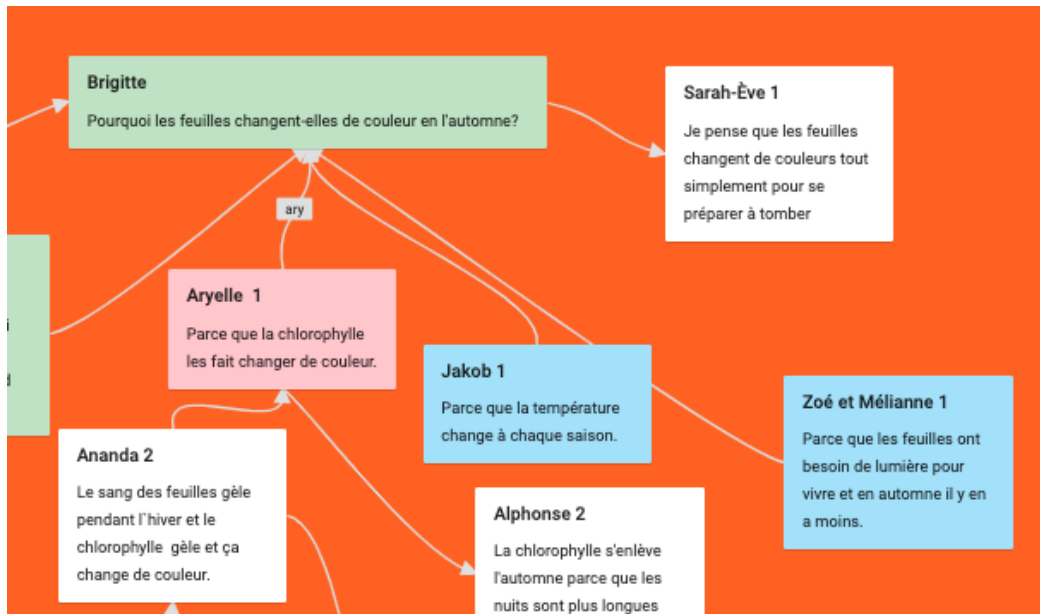 Brigitte
Pourquoi les feuilles changent-elles de couleur en l'automne?
Sarah-Ève 1
Je pense que les feuilles
changent de couleurs tout
simplement pour se
préparer à tomber
ary
Aryelle 1
Parce que la chlorophylle
les fait changer de couleur.
Jakob 1
Parce que la température
change à chaque saison.
Zoé et Mélianne 1
Parce que les feuilles ont
besoin de lumière pour
vivre et en automne il y en
a moins.
Ananda 2
Le sang des feuilles gèle
pendant l'hiver et le
chlorophylle gèle et ça
change de couleur.
Alphonse 2
La chlorophylle s'enlève
l'automne parce que les
nuits sont plus longues